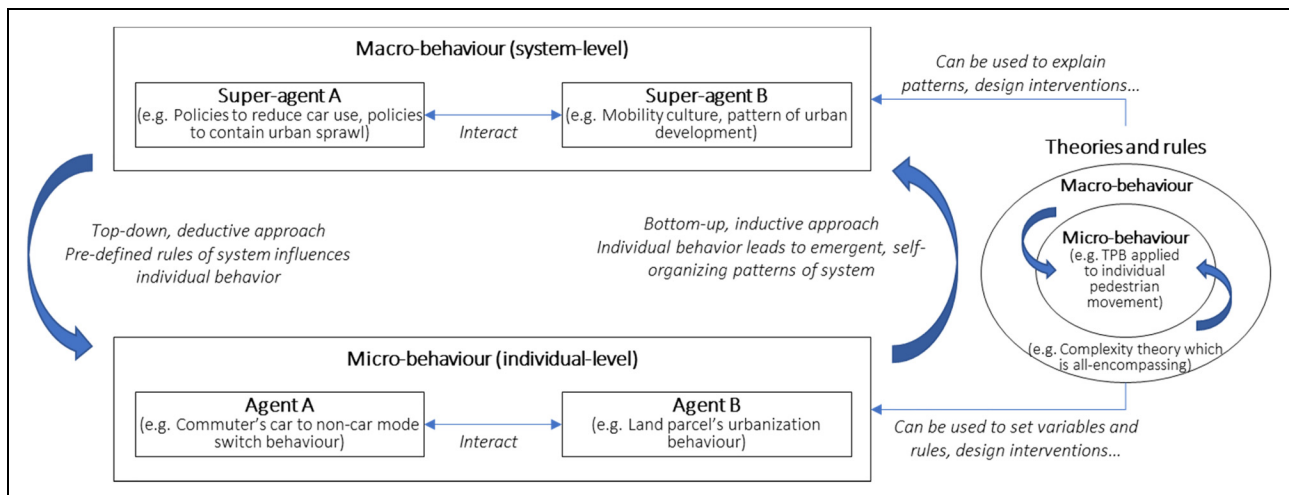 Macro-behaviour (system-level)
Super-agent A
(e.g. Policies to reduce car use, policies
to contain urban sprawl)
Interact
Super-agent B
(e.g. Mobility culture, pattern of urban
development)
Can be used to explain
patterns, design interventions...
Top-down, deductive approach
Pre-defined rules of system influences
individual behavior
Bottom-up, inductive approach
Individual behavior leads to emergent, self-
organizing patterns of system
Theories and rules
Macro-behaviour
Micro-behaviour
(e.g. TPB applied
to individual
pedestrian
movement)
(e.g. Complexity theory which
is all-encompassing)
Micro-behaviour (individual-level)
Agent A
(e.g. Commuter's car to non-car mode
switch behaviour)
Interact
Agent B
(e.g. Land parcel's urbanization
behaviour)
Can be used to set variables and
rules, design interventions...